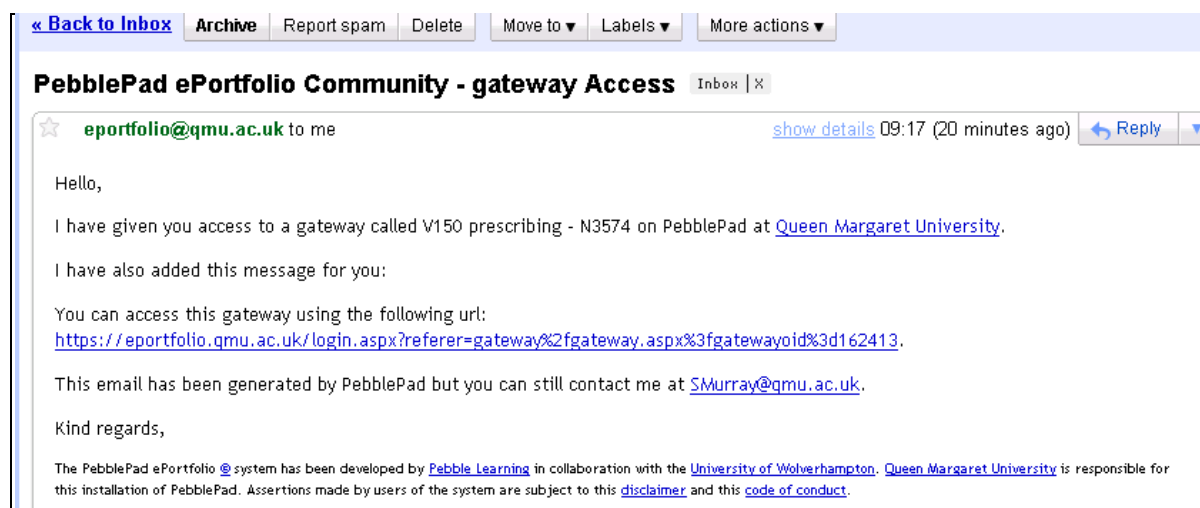 « Back to Inbox Archive Report spam Delete Move to ▼ Labels ▼ More actions ▼
PebblePad ePortfolio Community - gateway Access Inbox | X
eportfolio@qmu.ac.uk to me show details 09:17 (20 minutes ago) Reply
Hello,
I have given you access to a gateway called V150 prescribing - N3574 on PebblePad at Queen Margaret University.
I have also added this message for you:
You can access this gateway using the following url:
https://eportfolio.qmu.ac.uk/login.aspx?referer=gateway%2fgateway.aspx%3fgatewayoid%3d162413.
This email has been generated by PebblePad but you can still contact me at SMurray@qmu.ac.uk.
Kind regards,
The PebblePad ePortfolio @ system has been developed by Pebble Learning in collaboration with the University of Wolverhampton. Queen Margaret University is responsible for
this installation of PebblePad. Assertions made by users of the system are subject to this disclaimer and this code of conduct.